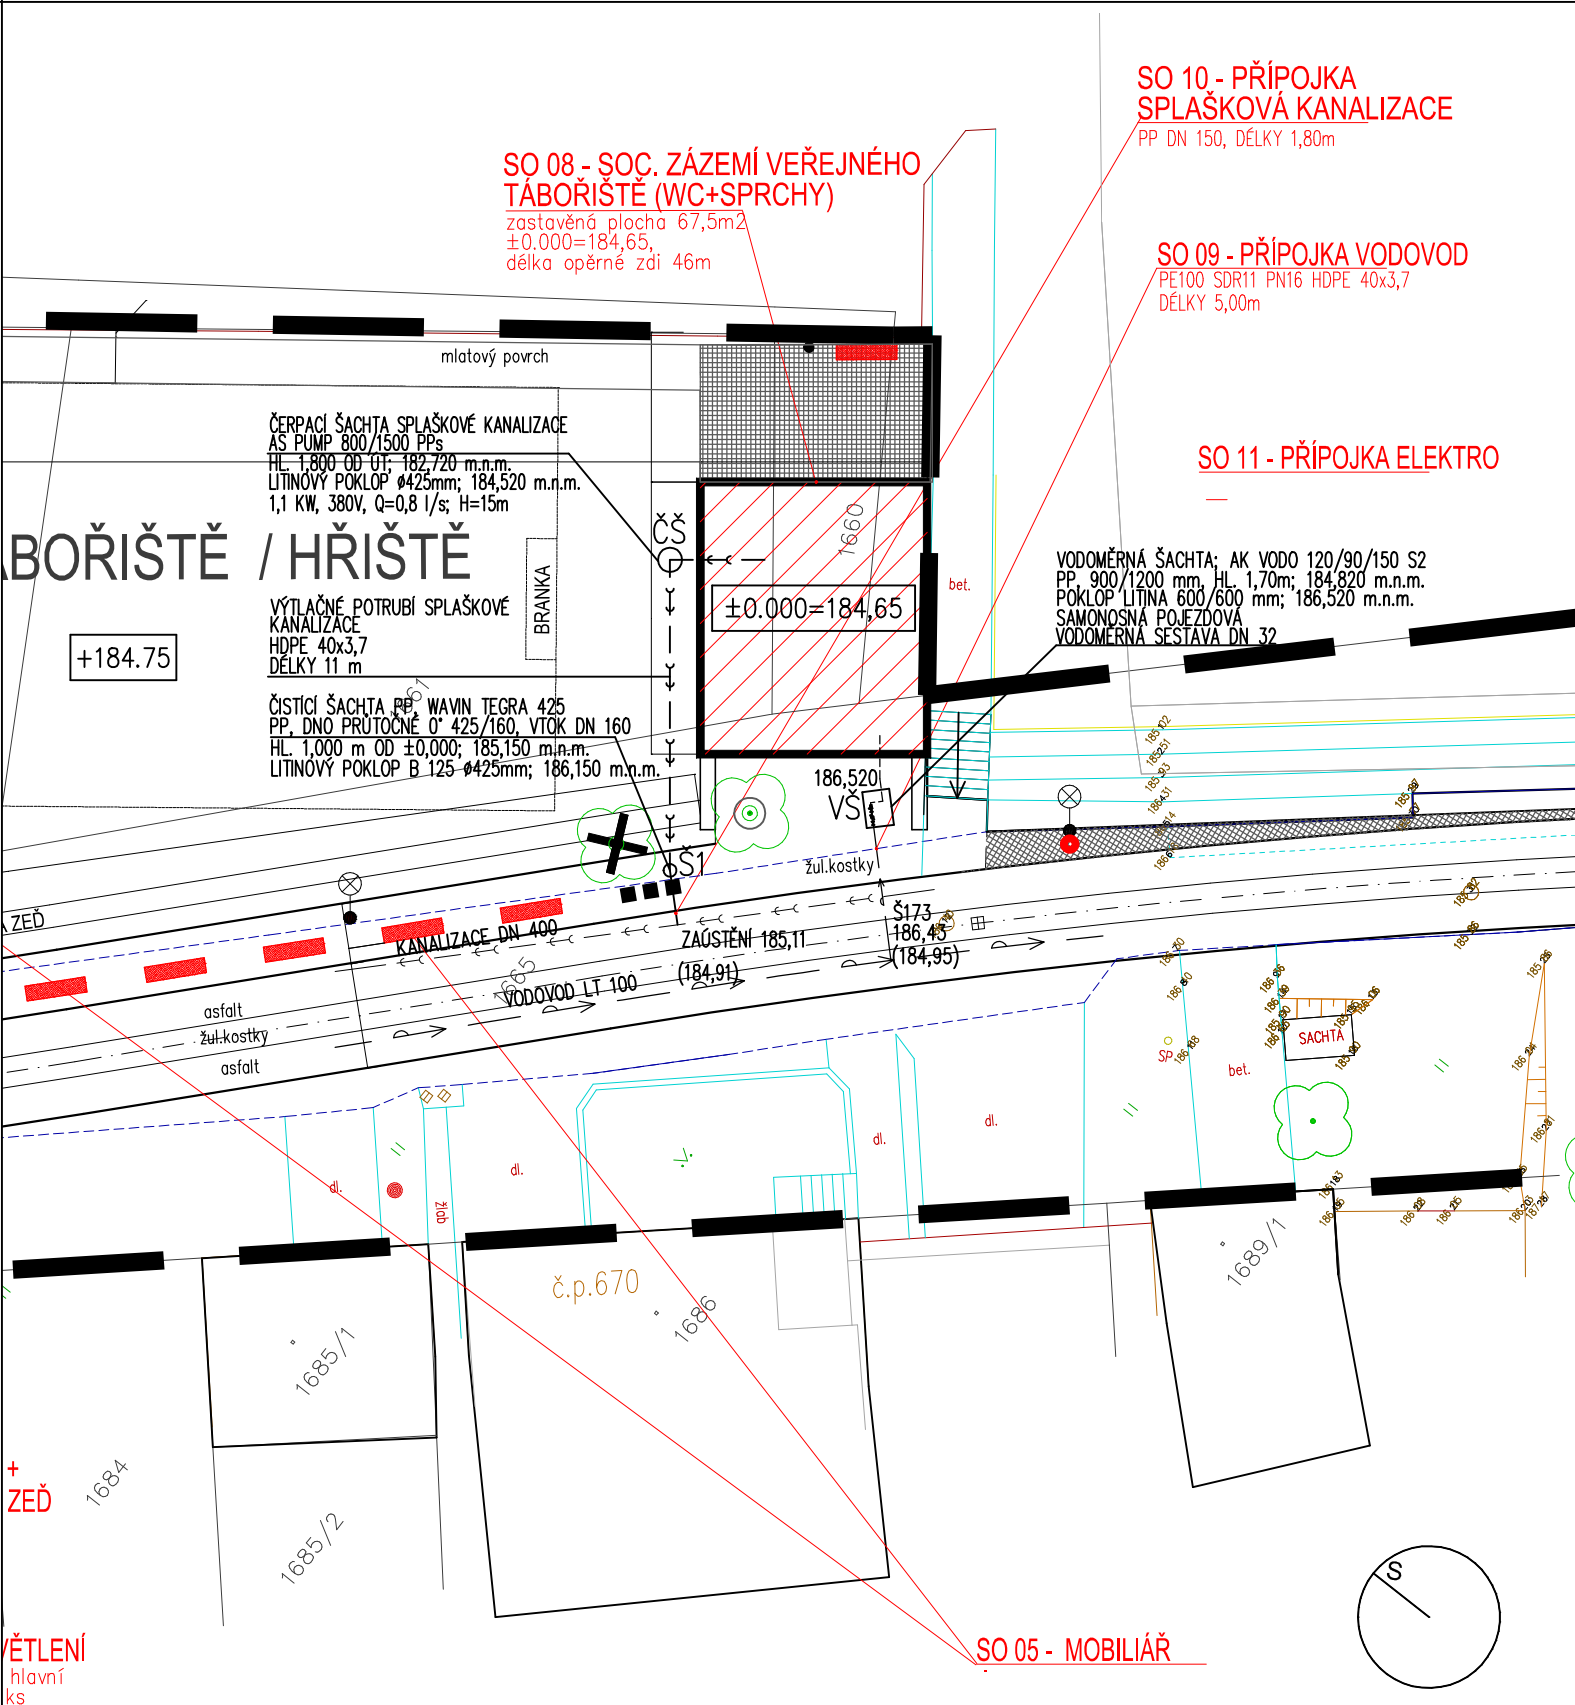 SO 10 - PŘÍPOJKA
SPLAŠKOVÁ KANALIZACE
PP DN 150, DÉLKY 1,80m
SO 08 - SOC. ZÁZEMÍ VEŘEJNÉHO
TÁBOŘIŠTĚ (WC+SPRCHY)
zastavěná plocha 67,5m2
±0.000=184,65,
délka opěrné zdi 46m
SO 09 - PŘÍPOJKA VODOVOD
PE100 SDR11 PN16 HDPE 40x3,7
DÉLKY 5,00m
mlatový povrch
ČERPACÍ ŠACHTA SPLAŠKOVÉ KANALIZACE
AS PUMP 800/1500 PPs
HL. 1,800 OD ÚT; 182,720 m.n.m.
LITINOVÝ POKLOP ø425mm; 184,520 m.n.m.
1,1 KW, 380V, Q=0,8 l/s; H=15m
SO 11 - PŘÍPOJKA ELEKTRO
BOŘIŠTĚ / HŘIŠTĚ
ČŠ
1660
BRANKA
bet.
±0.000=184,65
VODOMĚRNÁ ŠACHTA; AK VODO 120/90/150 S2
PP, 900/1200 mm, HL. 1,70m; 184,820 m.n.m.
POKLOP LITINA 600/600 mm; 186,520 m.n.m.
SAMONOSNÁ POJEZDOVÁ
VODOMĚRNÁ SESTAVA DN 32
VÝTLAČNÉ POTRUBÍ SPLAŠKOVÉ
KANALIZACE
HDPE 40x3,7
DÉLKY 11 m
+184.75
1661
ČISTÍCÍ ŠACHTA PP, WAVIN TEGRA 425
PP, DNO PRŮTOČNÉ 0° 425/160, VTOK DN 160
HL. 1,000 m OD ±0,000; 185,150 m.n.m.
LITINOVÝ POKLOP B 125 ø425mm; 186,150 m.n.m.
186,520
VŠ
Š1
žul.kostky
ZEĎ
KANALIZACE DN 400
ZAÚSTĚNÍ 185,11
(184,91)
Š173
186,43
(184,95)
1665
VODOVOD LT 100
asfalt
žul.kostky
asfalt
SACHTA
SP
bet.
dl.
dl.
dl.
dl.
žlab
.V.
č.p.670
1686
1689/1
1685/1
1684
1685/2
+
ZEĎ
S
SO 05 - MOBILIÁŘ
VĚTLENÍ
hlavní
ks